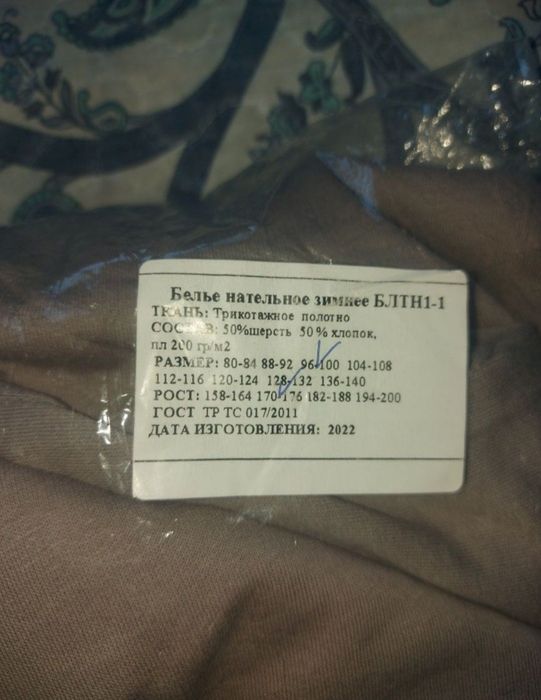 Белье нательное зимнее БЛТН1-1
ТКАНЬ: Трикотажное полотно
СОСТАВ: 50%шерсть 50 % хлопок,
пл 200 гр/м2
РАЗМЕР: 80-84 88-92 96-100 104-108
112-116 120-124 128-132 136-140
РОСТ: 158-164 170-176 182-188 194-200
ГОСТ ТР ТС 017/2011
ДАТА ИЗГОТОВЛЕНИЯ: 2022